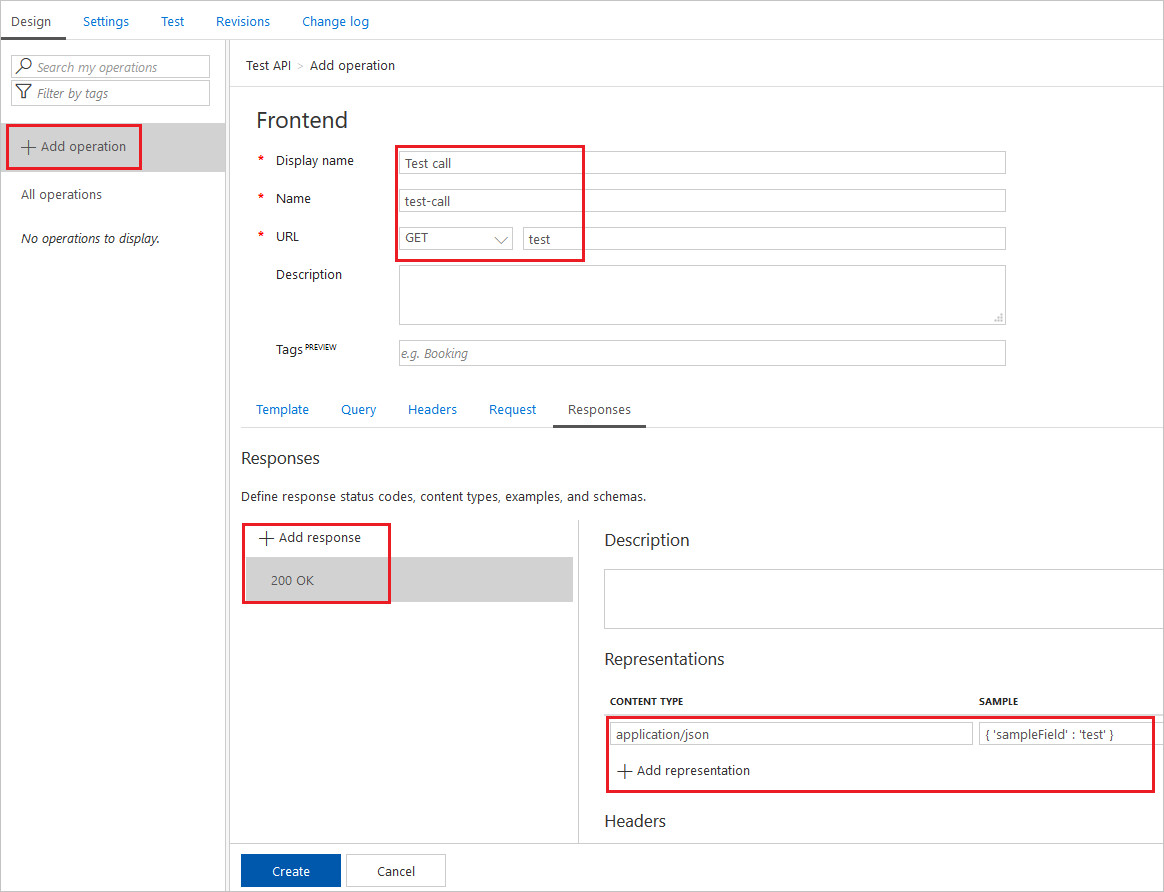 Design Settings Test Revisions Change log
Search my operations
Filter by tags
Add operation
All operations
No operations to display.
Test API > Add operation
Frontend
* Display name Test call
* Name test-call
* URL GET test
Description
Tags PREVIEW e.g. Booking
Template Query Headers Request Responses
Responses
Define response status codes, content types, examples, and schemas.
+ Add response
200 OK
Description
Representations
CONTENT TYPE SAMPLE
application/json { 'sampleField' : 'test' }
+ Add representation
Headers
Create Cancel